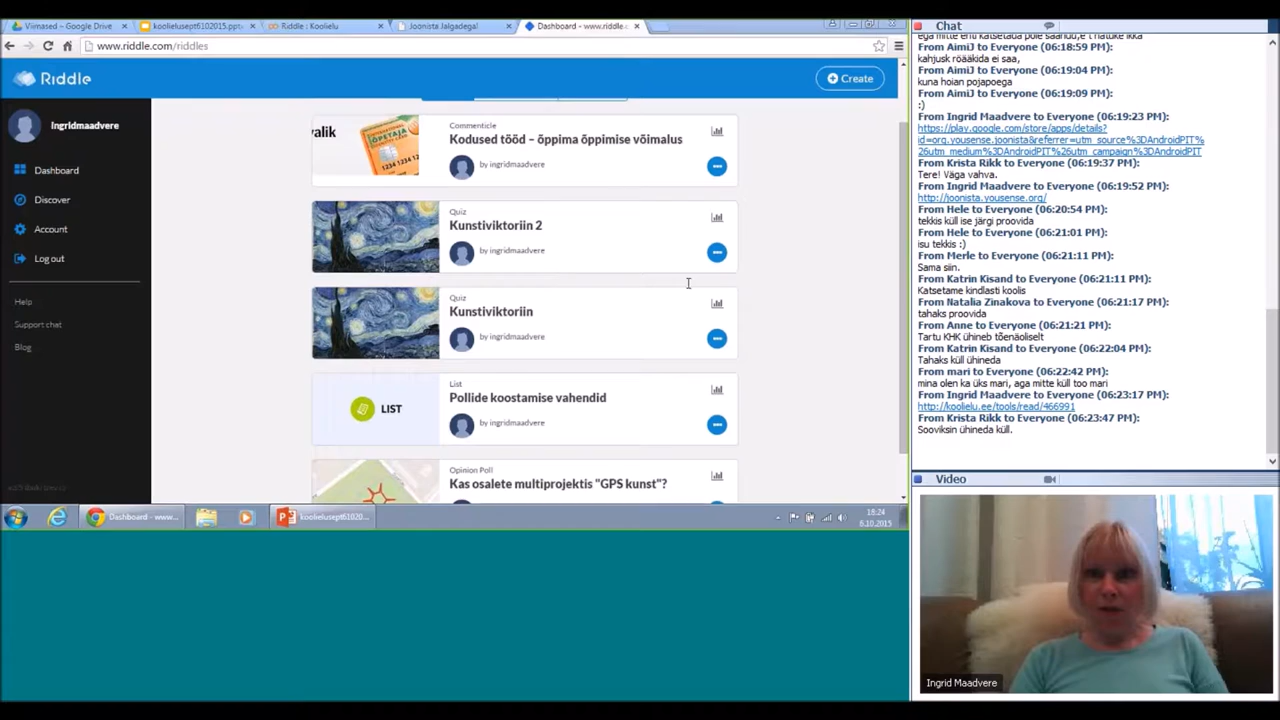 Viimased – Google Drive
koolielusept6102015.ppt
Riddle : Koolielu
Joonista Jalgadega!
Dashboard - www.riddle.
www.riddle.com/riddles
Riddle
Create
Ingridmaadvere
Dashboard
Discover
Account
Log out
Help
Support chat
Blog
valik
Commenticle
Kodused tööd – õppima õppimise võimalus
by ingridmaadvere
Quiz
Kunstiviktoriin 2
by ingridmaadvere
Quiz
Kunstiviktoriin
by ingridmaadvere
LIST
List
Pollide koostamise vahendid
by ingridmaadvere
Opinion Poll
Kas osalete multiprojektis "GPS kunst"?
Dashboard - www...
koolielusept61020...
18:24
6.10.2015
Chat
ega mitte eriti katsetada pole saanud,e t natuke ikka
From AimiJ to Everyone (06:18:59 PM):
kahjusk röääkida ei saa,
From AimiJ to Everyone (06:19:04 PM):
kuna hoian pojapoega
From AimiJ to Everyone (06:19:09 PM):
:)
From Ingrid Maadvere to Everyone (06:19:23 PM):
https://play.google.com/store/apps/details?
id=org.yousense.joonista&referrer=utm_source%3DAndroidPIT%
26utm_medium%3DAndroidPIT%26utm_campaign%3DAndroidPIT
From Krista Rikk to Everyone (06:19:37 PM):
Tere! Väga vahva.
From Ingrid Maadvere to Everyone (06:19:52 PM):
http://joonista.yousense.org/
From Hele to Everyone (06:20:54 PM):
tekkis küll ise järgi proovida
From Hele to Everyone (06:21:01 PM):
isu tekkis :)
From Merle to Everyone (06:21:11 PM):
Sama siin.
From Katrin Kisand to Everyone (06:21:11 PM):
Katsetame kindlasti koolis
From Natalia Zinakova to Everyone (06:21:17 PM):
tahaks proovida
From Anne to Everyone (06:21:21 PM):
Tartu KHK ühineb tõenäoliselt
From Katrin Kisand to Everyone (06:22:04 PM):
Tahaks küll ühineda
From mari to Everyone (06:22:42 PM):
mina olen ka üks mari, aga mitte küll too mari
From Ingrid Maadvere to Everyone (06:23:17 PM):
http://koolielu.ee/tools/read/466991
From Krista Rikk to Everyone (06:23:47 PM):
Sooviksin ühineda küll.
Video
Ingrid Maadvere